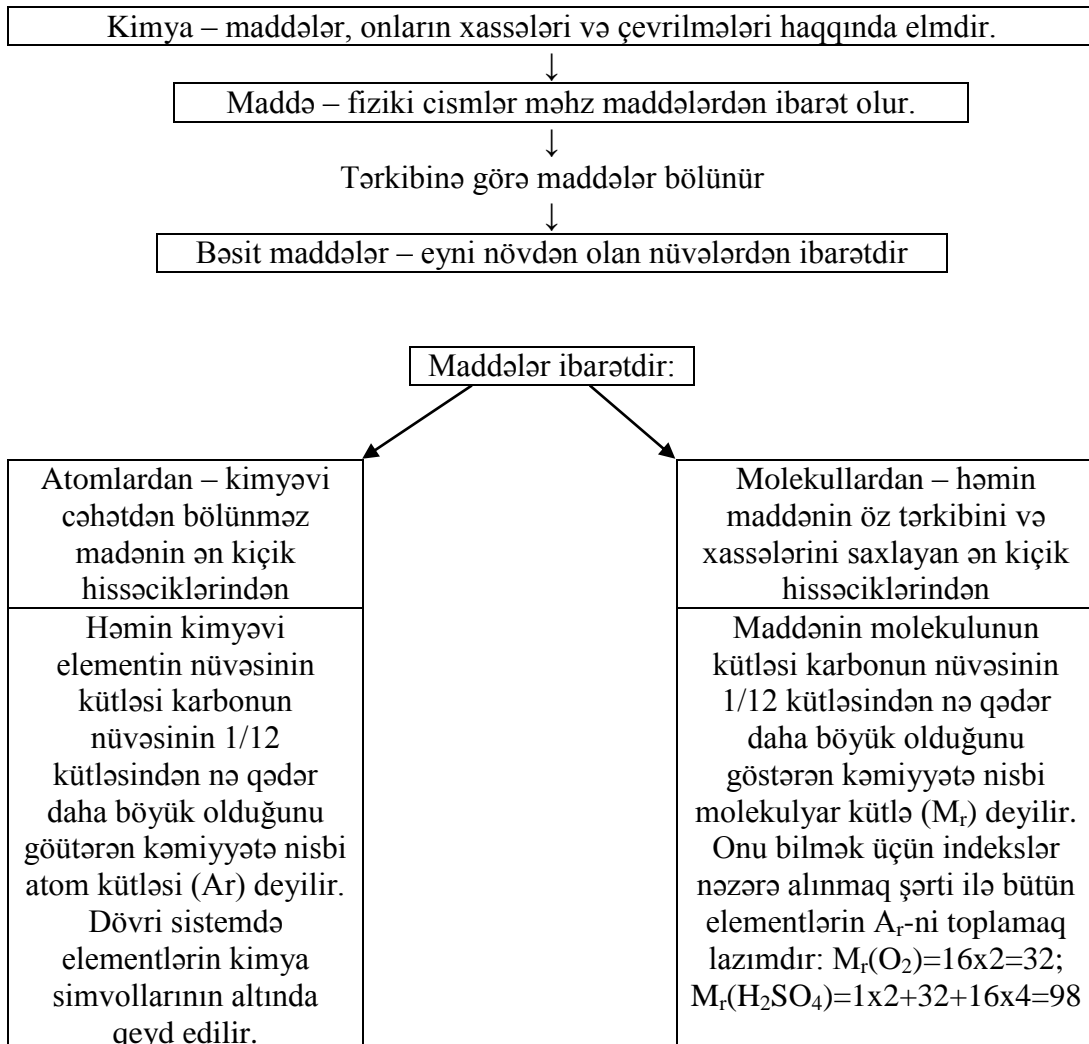 Kimya – maddələr, onların xassələri və çevrilmələri haqqında elmdir.
↓
Maddə – fiziki cismlər məhz maddələrdən ibarət olur.
↓
Tərkibinə görə maddələr bölünür
↓
Bəsit maddələr – eyni növdən olan nüvələrdən ibarətdir
Maddələr ibarətdir:
Atomlardan – kimyəvi
cəhətdən bölünməz
madənin ən kiçik
hissəciklərindən
Həmin kimyəvi
elementin nüvəsinin
kütləsi karbonun
nüvəsinin 1/12
kütləsindən nə qədər
daha böyük olduğunu
göütərən kəmiyyətə nisbi
atom kütləsi (Ar) deyilir.
Dövri sistemdə
elementlərin kimya
simvollarının altında
qeyd edilir.
Molekullardan – həmin
maddənin öz tərkibini və
xassələrini saxlayan ən kiçik
hissəciklərindən
Maddənin molekulunun
kütləsi karbonun nüvəsinin
1/12 kütləsindən nə qədər
daha böyük olduğunu
göstərən kəmiyyətə nisbi
molekulyar kütlə (Mᵣ) deyilir.
Onu bilmək üçün indekslər
nəzərə alınmaq şərti ilə bütün
elementlərin Aᵣ-ni toplamaq
lazımdır: Mᵣ(O₂)=16x2=32;
Mᵣ(H₂SO₄)=1x2+32+16x4=98